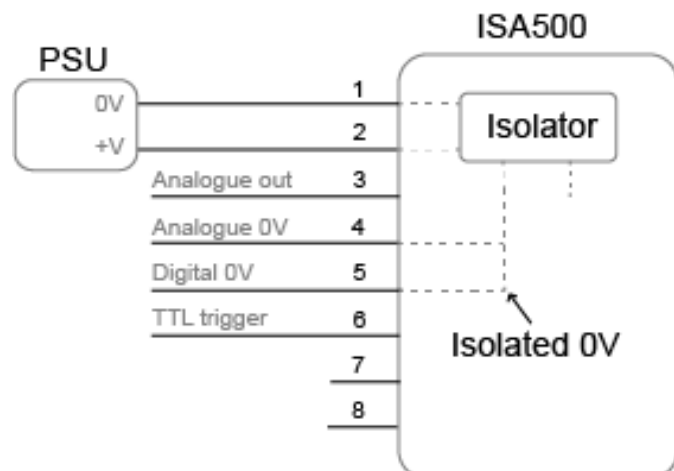 ISA500
PSU
0V
1
Isolator
+V
2
Analogue out 3
Analogue 0V 4
Digital 0V 5
TTL trigger 6
Isolated 0V
7
8